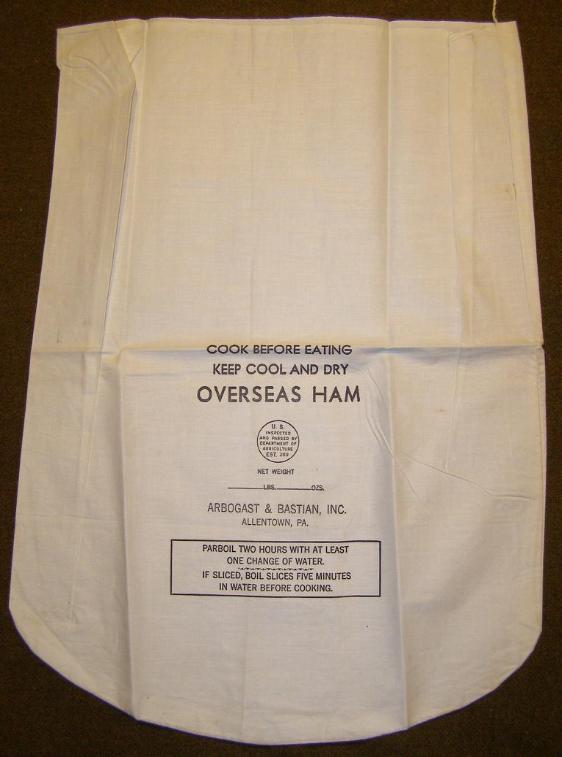 COOK BEFORE EATING
KEEP COOL AND DRY
OVERSEAS HAM
U. S.
INSPECTED
AND PASSED BY
DEPARTMENT OF
AGRICULTURE
EST.
NET WEIGHT
LBS. OZS.
ARBOGAST & BASTIAN, INC.
ALLENTOWN, PA.
PARBOIL TWO HOURS WITH AT LEAST
ONE CHANGE OF WATER.
IF SLICED, BOIL SLICES FIVE MINUTES
IN WATER BEFORE COOKING.